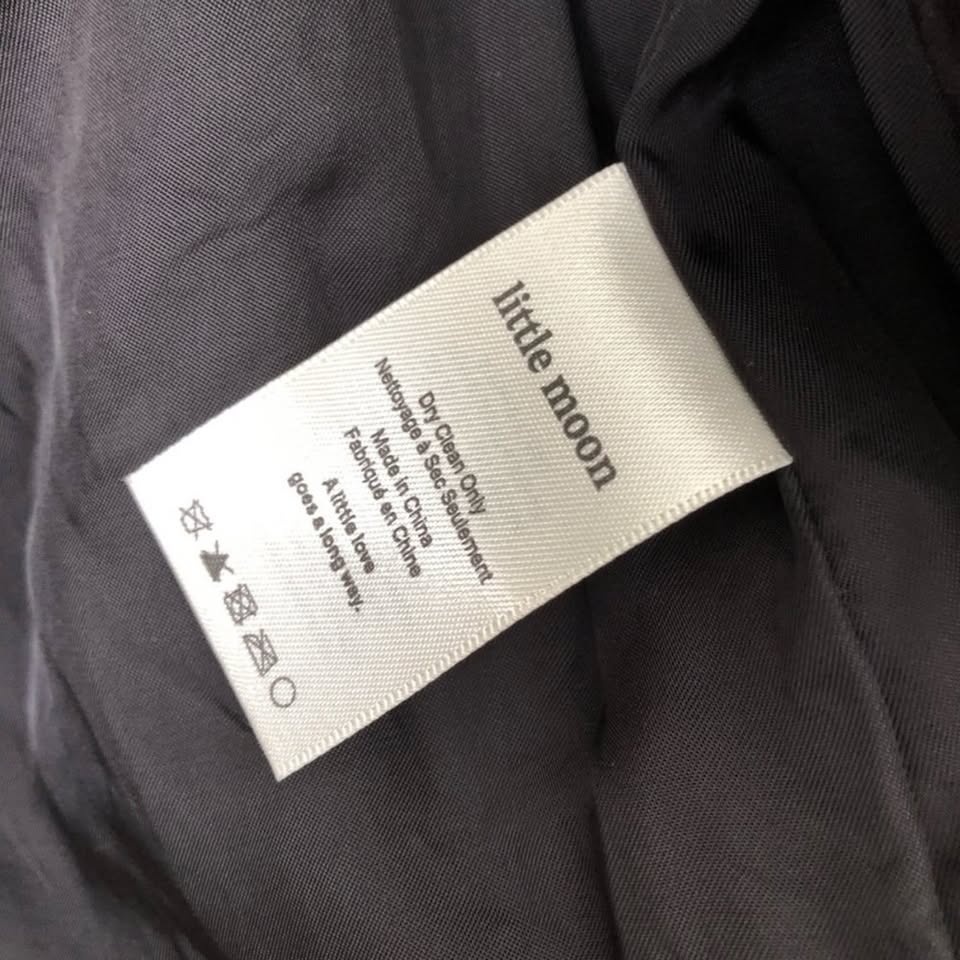 little moon
Dry Clean Only
Nettoyage à Sec Seulement
Made in China
Fabriqué en Chine
A little love
goes a long way.